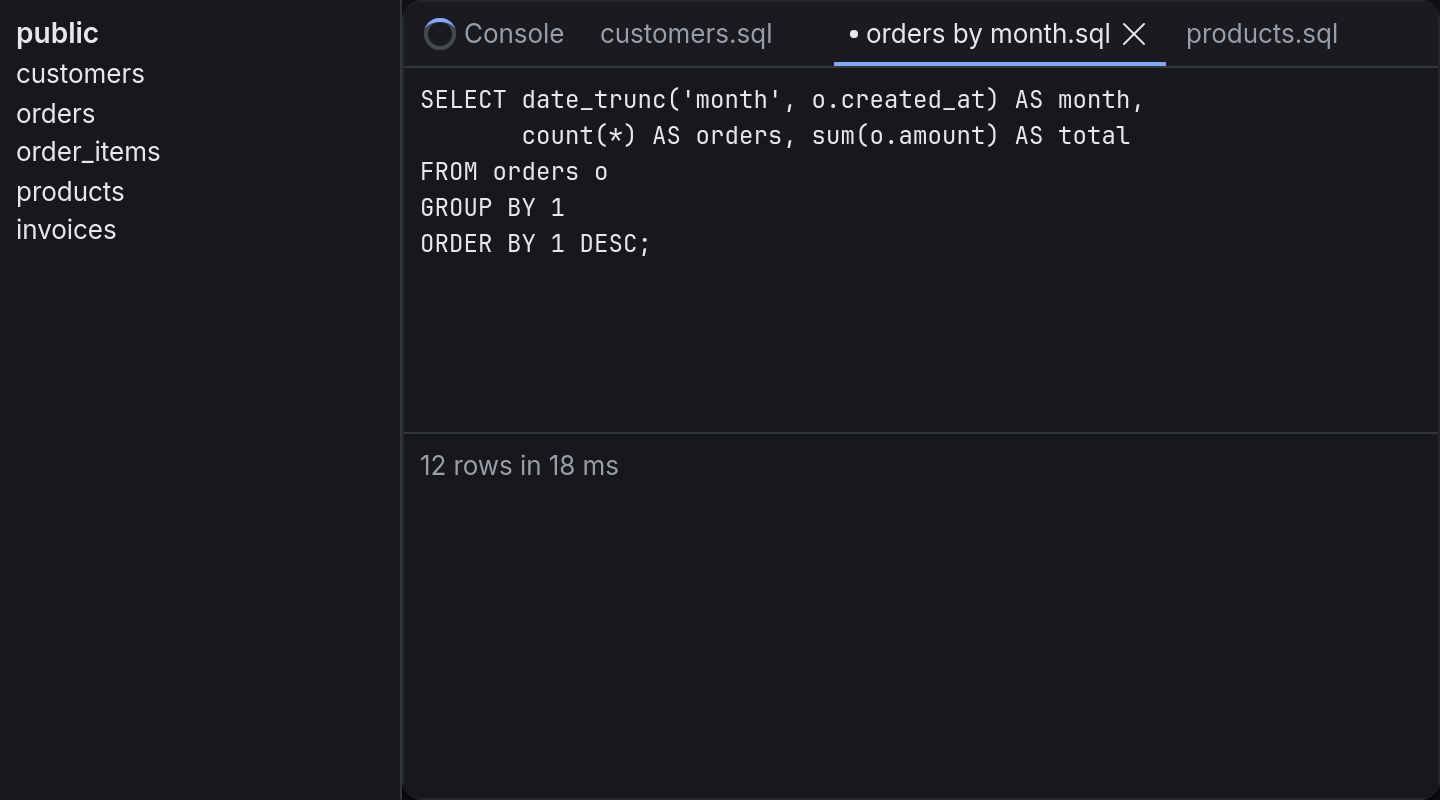 public
customers
orders
order_items
products
invoices
Console customers.sql • orders by month.sql products.sql
SELECT date_trunc('month', o.created_at) AS month,
       count(*) AS orders, sum(o.amount) AS total
FROM orders o
GROUP BY 1
ORDER BY 1 DESC;
12 rows in 18 ms